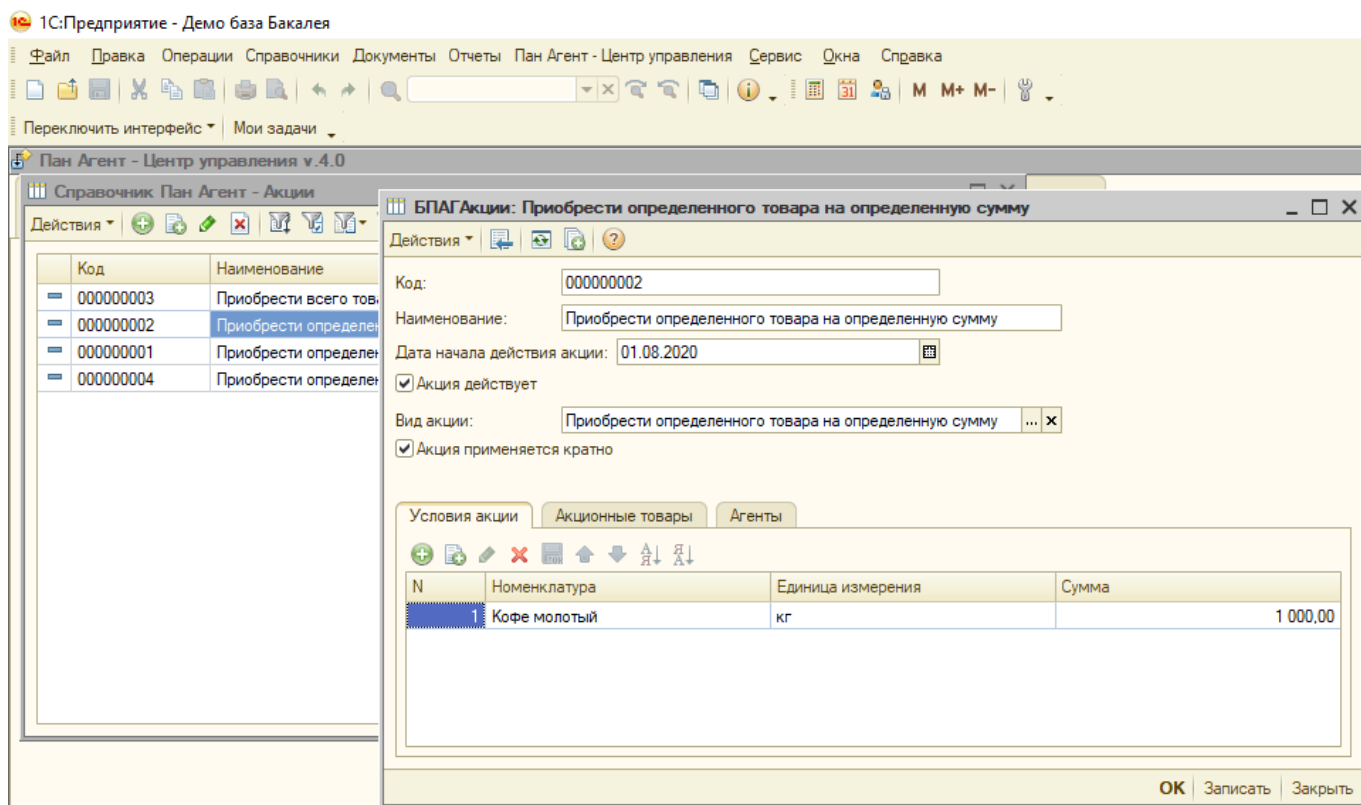 1С:Предприятие - Демо база Бакалея
Файл Правка Операции Справочники Документы Отчеты Пан Агент - Центр управления Сервис Окна Справка
M M+ M-
Переключить интерфейс Мои задачи
Пан Агент - Центр управления v.4.0
Справочник Пан Агент - Акции
Действия
Код Наименование
000000003 Приобрести всего тов
000000002 Приобрести определен
000000001 Приобрести определен
000000004 Приобрести определен
БПАГАкции: Приобрести определенного товара на определенную сумму
Действия
Код: 000000002
Наименование: Приобрести определенного товара на определенную сумму
Дата начала действия акции: 01.08.2020
Акция действует
Вид акции: Приобрести определенного товара на определенную сумму ...
Акция применяется кратно
Условия акции Акционные товары Агенты
N Номенклатура Единица измерения Сумма
1 Кофе молотый кг 1 000,00
OK Записать Закрыть